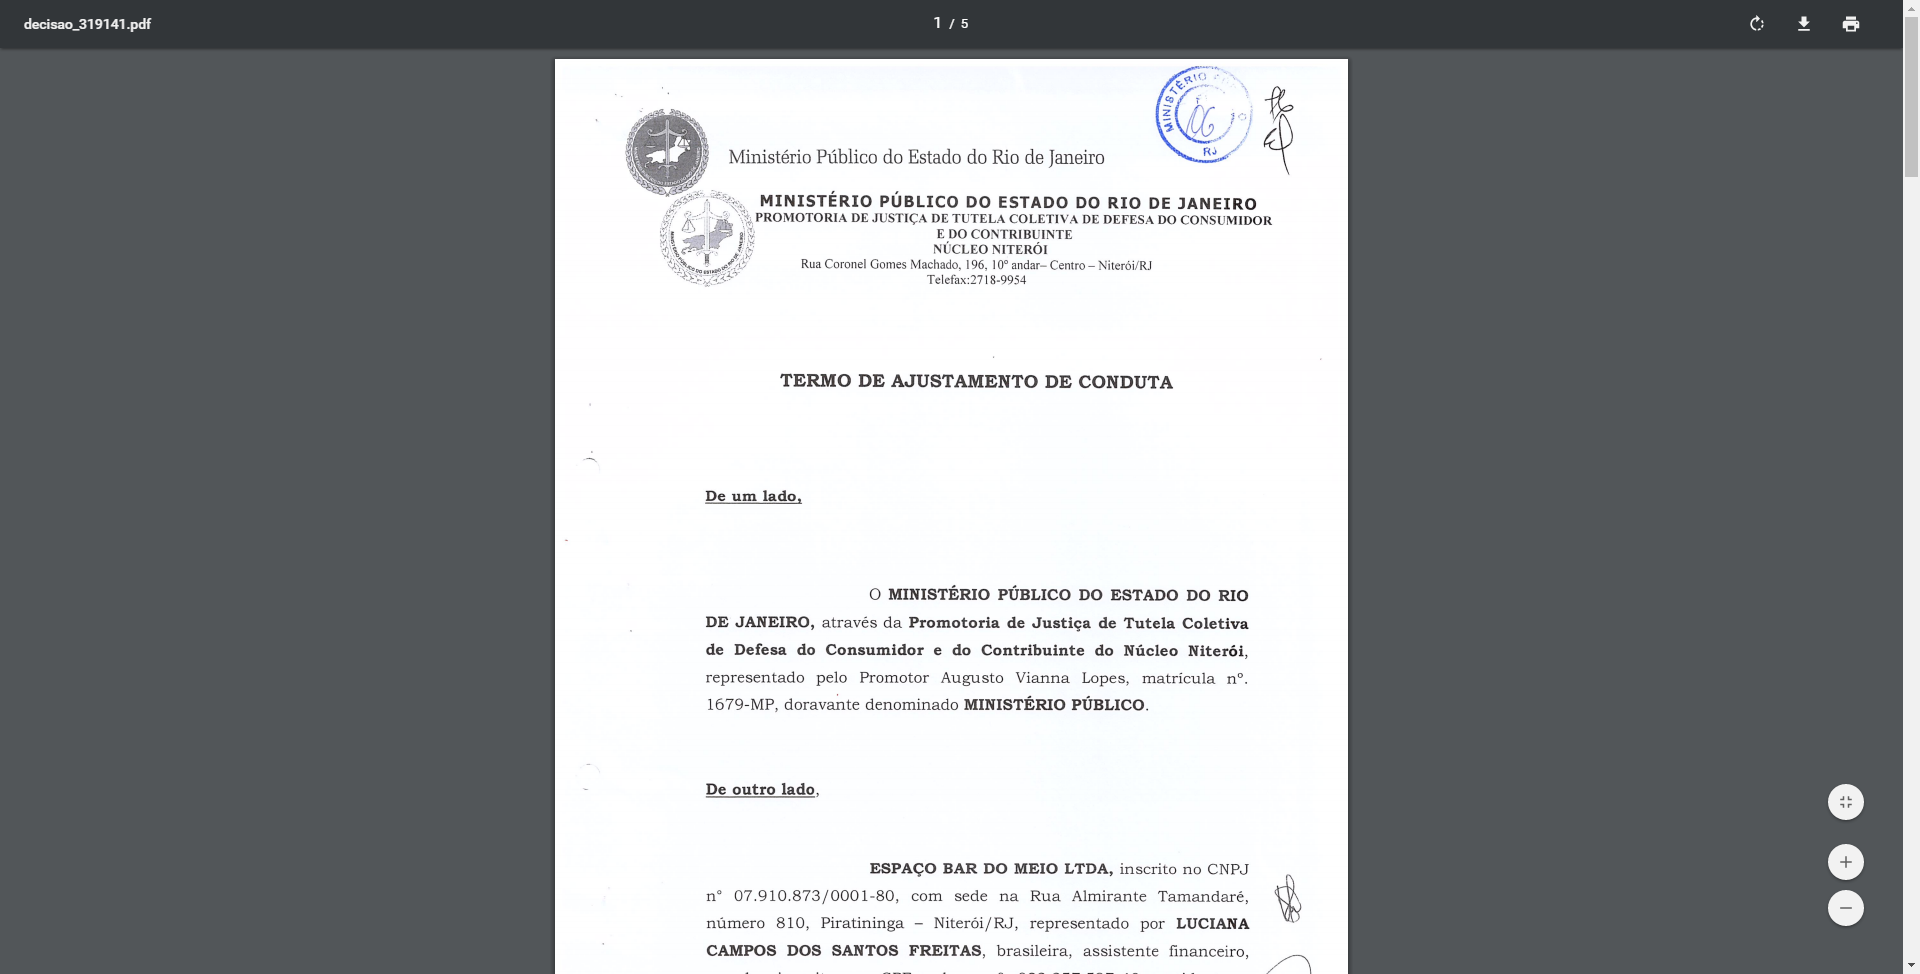 decisao_319141.pdf
1 / 5
MINISTÉRIO
RJ
Ministério Público do Estado do Rio de Janeiro
MINISTÉRIO PÚBLICO DO ESTADO DO RIO DE JANEIRO
PROMOTORIA DE JUSTIÇA DE TUTELA COLETIVA DE DEFESA DO CONSUMIDOR
E DO CONTRIBUINTE
NÚCLEO NITERÓI
Rua Coronel Gomes Machado, 196, 10º andar– Centro – Niterói/RJ
Telefax:2718-9954
TERMO DE AJUSTAMENTO DE CONDUTA
De um lado,
O MINISTÉRIO PÚBLICO DO ESTADO DO RIO
DE JANEIRO, através da Promotoria de Justiça de Tutela Coletiva
de Defesa do Consumidor e do Contribuinte do Núcleo Niterói,
representado pelo Promotor Augusto Vianna Lopes, matrícula nº.
1679-MP, doravante denominado MINISTÉRIO PÚBLICO.
De outro lado,
ESPAÇO BAR DO MEIO LTDA, inscrito no CNPJ
n° 07.910.873/0001-80, com sede na Rua Almirante Tamandaré,
número 810, Piratininga – Niterói/RJ, representado por LUCIANA
CAMPOS DOS SANTOS FREITAS, brasileira, assistente financeiro,